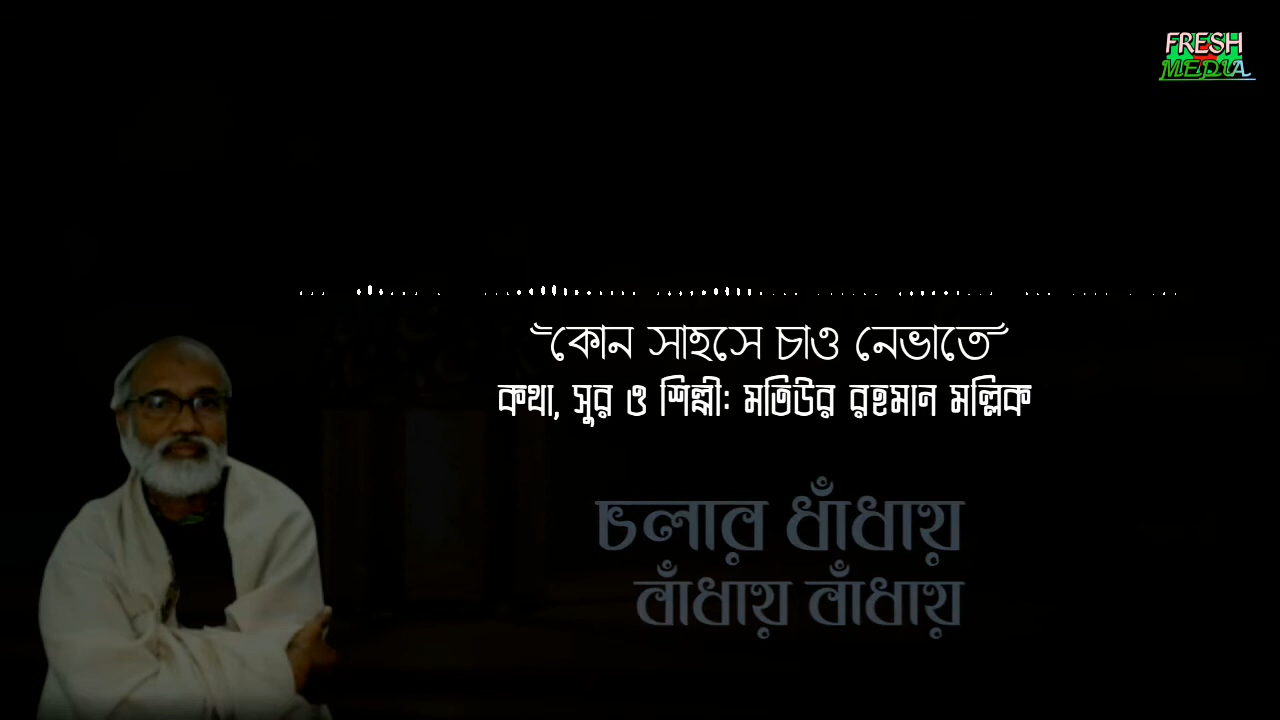 FRESH
MEDIA
কোন সাহসে চাও নেভাতে
কথা, সুর ও শিল্পী: মতিউর রহমান মল্লিক
চলার ধাঁধায়
বাঁধায় বাঁধায়